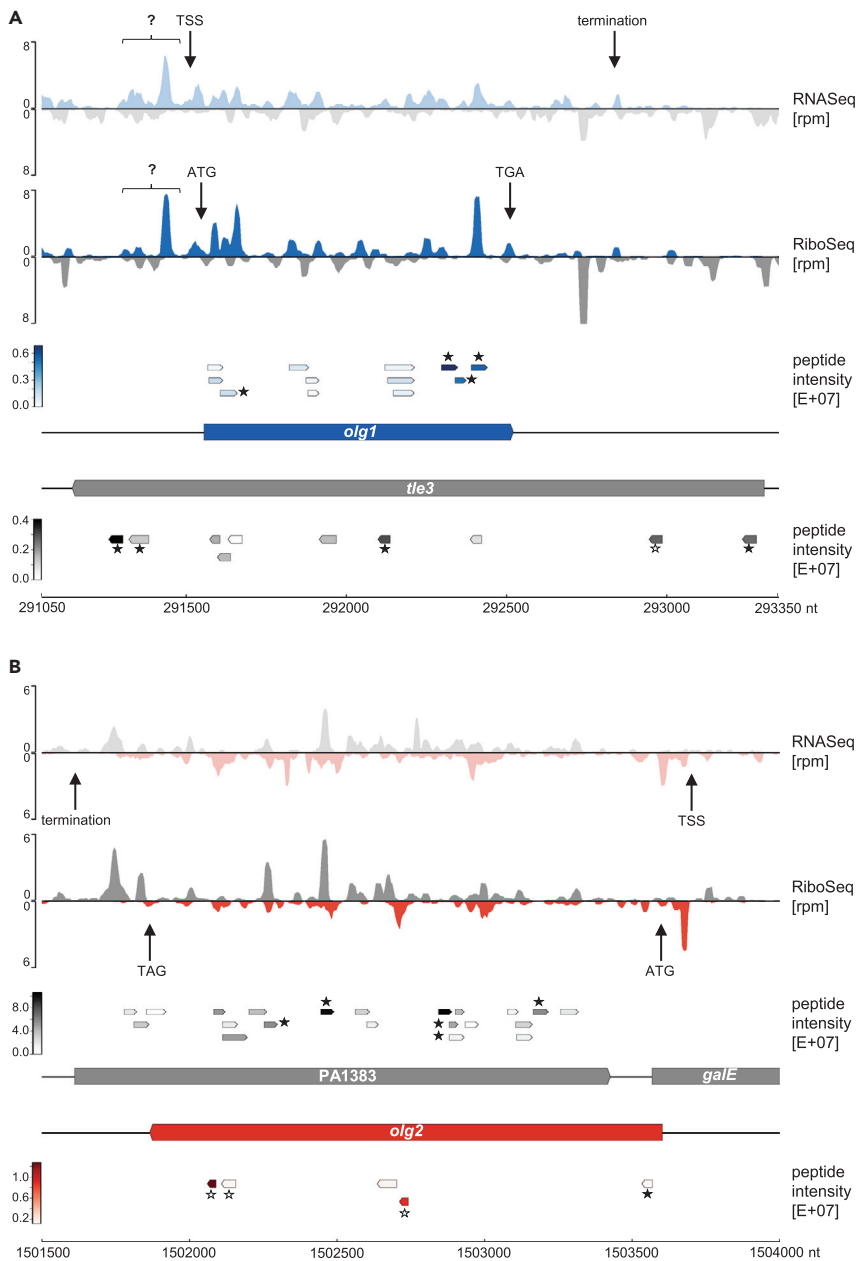 A
? TSS termination
8
0
0
8
RNASeq
[rpm]
? ATG TGA
8
0
0
8
RiboSeq
[rpm]
0.6
0.3
0.0
peptide
intensity
[E+07]
olg1
tle3
0.4
0.2
0.0
peptide
intensity
[E+07]
291050 291500 292000 292500 293000 293350 nt
B
6
0
0
6
RNASeq
[rpm]
termination TSS
6
0
0
6
RiboSeq
[rpm]
TAG ATG
8.0
4.0
0.0
peptide
intensity
[E+07]
PA1383 galE
olg2
1.0
0.6
0.2
peptide
intensity
[E+07]
1501500 1502000 1502500 1503000 1503500 1504000 nt